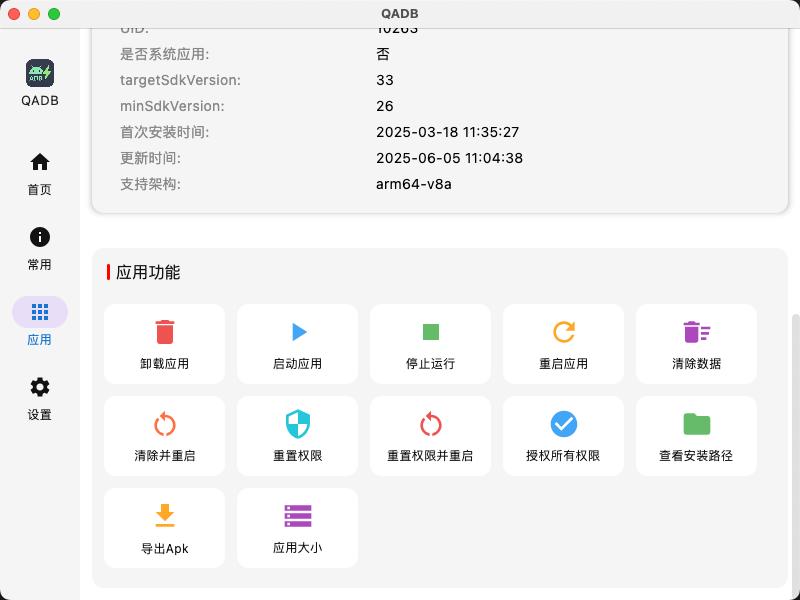 QADB
QADB
首页
常用
应用
设置
UID: 10263
是否系统应用: 否
targetSdkVersion: 33
minSdkVersion: 26
首次安装时间: 2025-03-18 11:35:27
更新时间: 2025-06-05 11:04:38
支持架构: arm64-v8a
应用功能
卸载应用 启动应用 停止运行 重启应用 清除数据
清除并重启 重置权限 重置权限并重启 授权所有权限 查看安装路径
导出Apk 应用大小